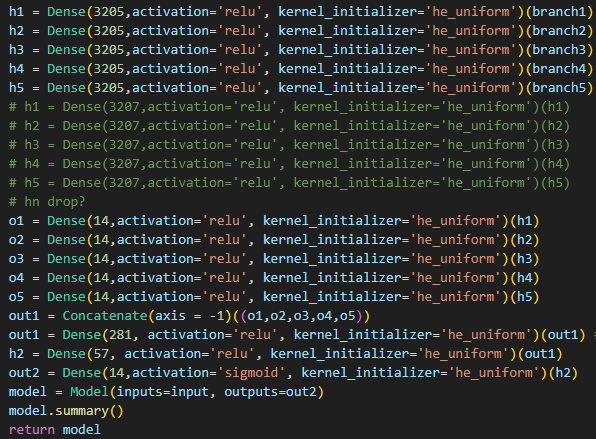 h1 = Dense(3205,activation='relu', kernel_initializer='he_uniform')(branch1)
h2 = Dense(3205,activation='relu', kernel_initializer='he_uniform')(branch2)
h3 = Dense(3205,activation='relu', kernel_initializer='he_uniform')(branch3)
h4 = Dense(3205,activation='relu', kernel_initializer='he_uniform')(branch4)
h5 = Dense(3205,activation='relu', kernel_initializer='he_uniform')(branch5)
# h1 = Dense(3207,activation='relu', kernel_initializer='he_uniform')(h1)
# h2 = Dense(3207,activation='relu', kernel_initializer='he_uniform')(h2)
# h3 = Dense(3207,activation='relu', kernel_initializer='he_uniform')(h3)
# h4 = Dense(3207,activation='relu', kernel_initializer='he_uniform')(h4)
# h5 = Dense(3207,activation='relu', kernel_initializer='he_uniform')(h5)
# hn drop?
o1 = Dense(14,activation='relu', kernel_initializer='he_uniform')(h1)
o2 = Dense(14,activation='relu', kernel_initializer='he_uniform')(h2)
o3 = Dense(14,activation='relu', kernel_initializer='he_uniform')(h3)
o4 = Dense(14,activation='relu', kernel_initializer='he_uniform')(h4)
o5 = Dense(14,activation='relu', kernel_initializer='he_uniform')(h5)
out1 = Concatenate(axis = -1)((o1,o2,o3,o4,o5))
out1 = Dense(281, activation='relu', kernel_initializer='he_uniform')(out1) #
h2 = Dense(57, activation='relu', kernel_initializer='he_uniform')(out1)
out2 = Dense(14,activation='sigmoid', kernel_initializer='he_uniform')(h2)
model = Model(inputs=input, outputs=out2)
model.summary()
return model